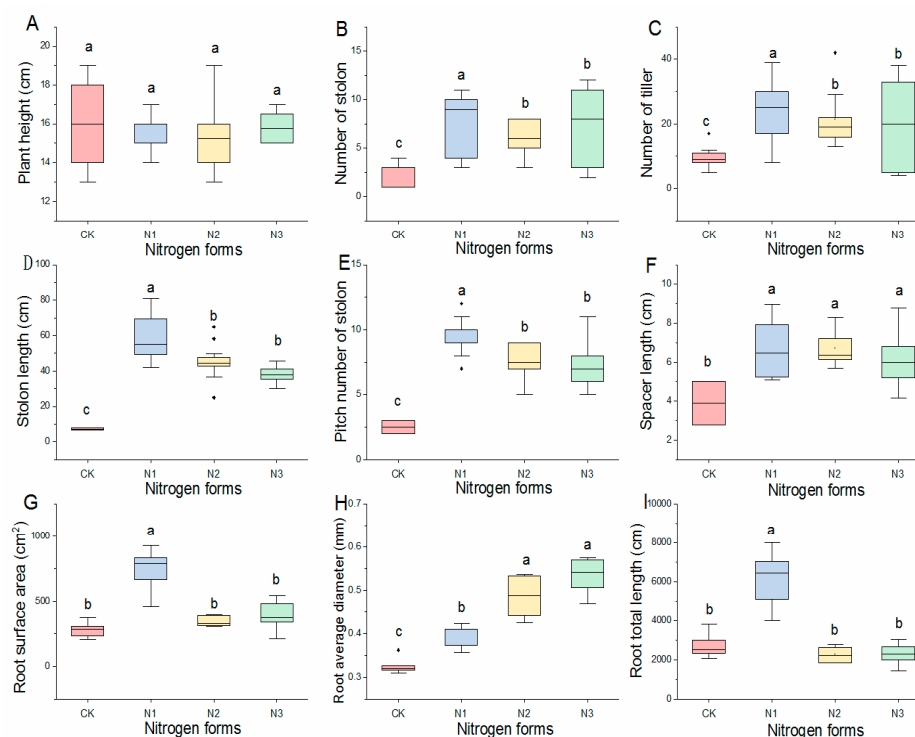 A
Plant height (cm)
20
18
16
14
12
a
a
a
a
CK
N1
N2
N3
Nitrogen forms
B
Number of stolon
15
10
5
0
c
a
b
b
CK
N1
N2
N3
Nitrogen forms
C
Number of tiller
40
20
0
c
a
b
b
CK
N1
N2
N3
Nitrogen forms
D
Stolon length (cm)
100
80
60
40
20
0
c
a
b
b
CK
N1
N2
N3
Nitrogen forms
E
Pitch number of stolon
15
10
5
0
c
a
b
b
CK
N1
N2
N3
Nitrogen forms
F
Spacer length (cm)
8
6
4
2
b
a
a
a
CK
N1
N2
N3
Nitrogen forms
G
Root surface area (cm²)
750
500
250
0
b
a
b
b
CK
N1
N2
N3
Nitrogen forms
H
Root average diameter (mm)
0.7
0.6
0.5
0.4
0.3
c
b
a
a
CK
N1
N2
N3
Nitrogen forms
I
Root total length (cm)
10000
8000
6000
4000
2000
0
b
a
b
b
CK
N1
N2
N3
Nitrogen forms